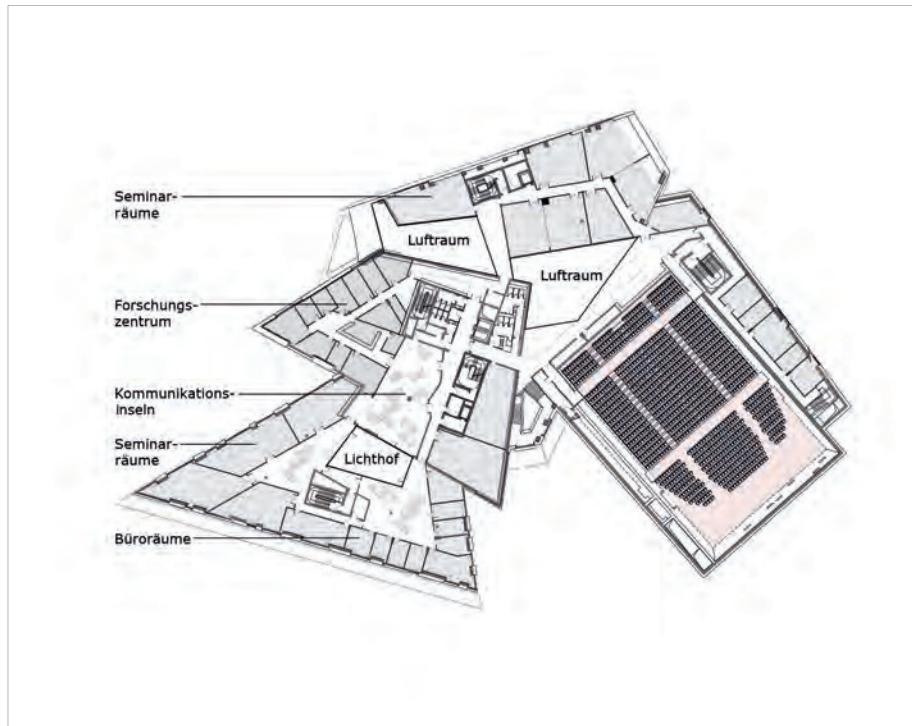 Seminar-
räume
Luftraum
Luftraum
Forschungs-
zentrum
Kommunikations-
inseln
Seminar-
räume
Lichthof
Büroräume